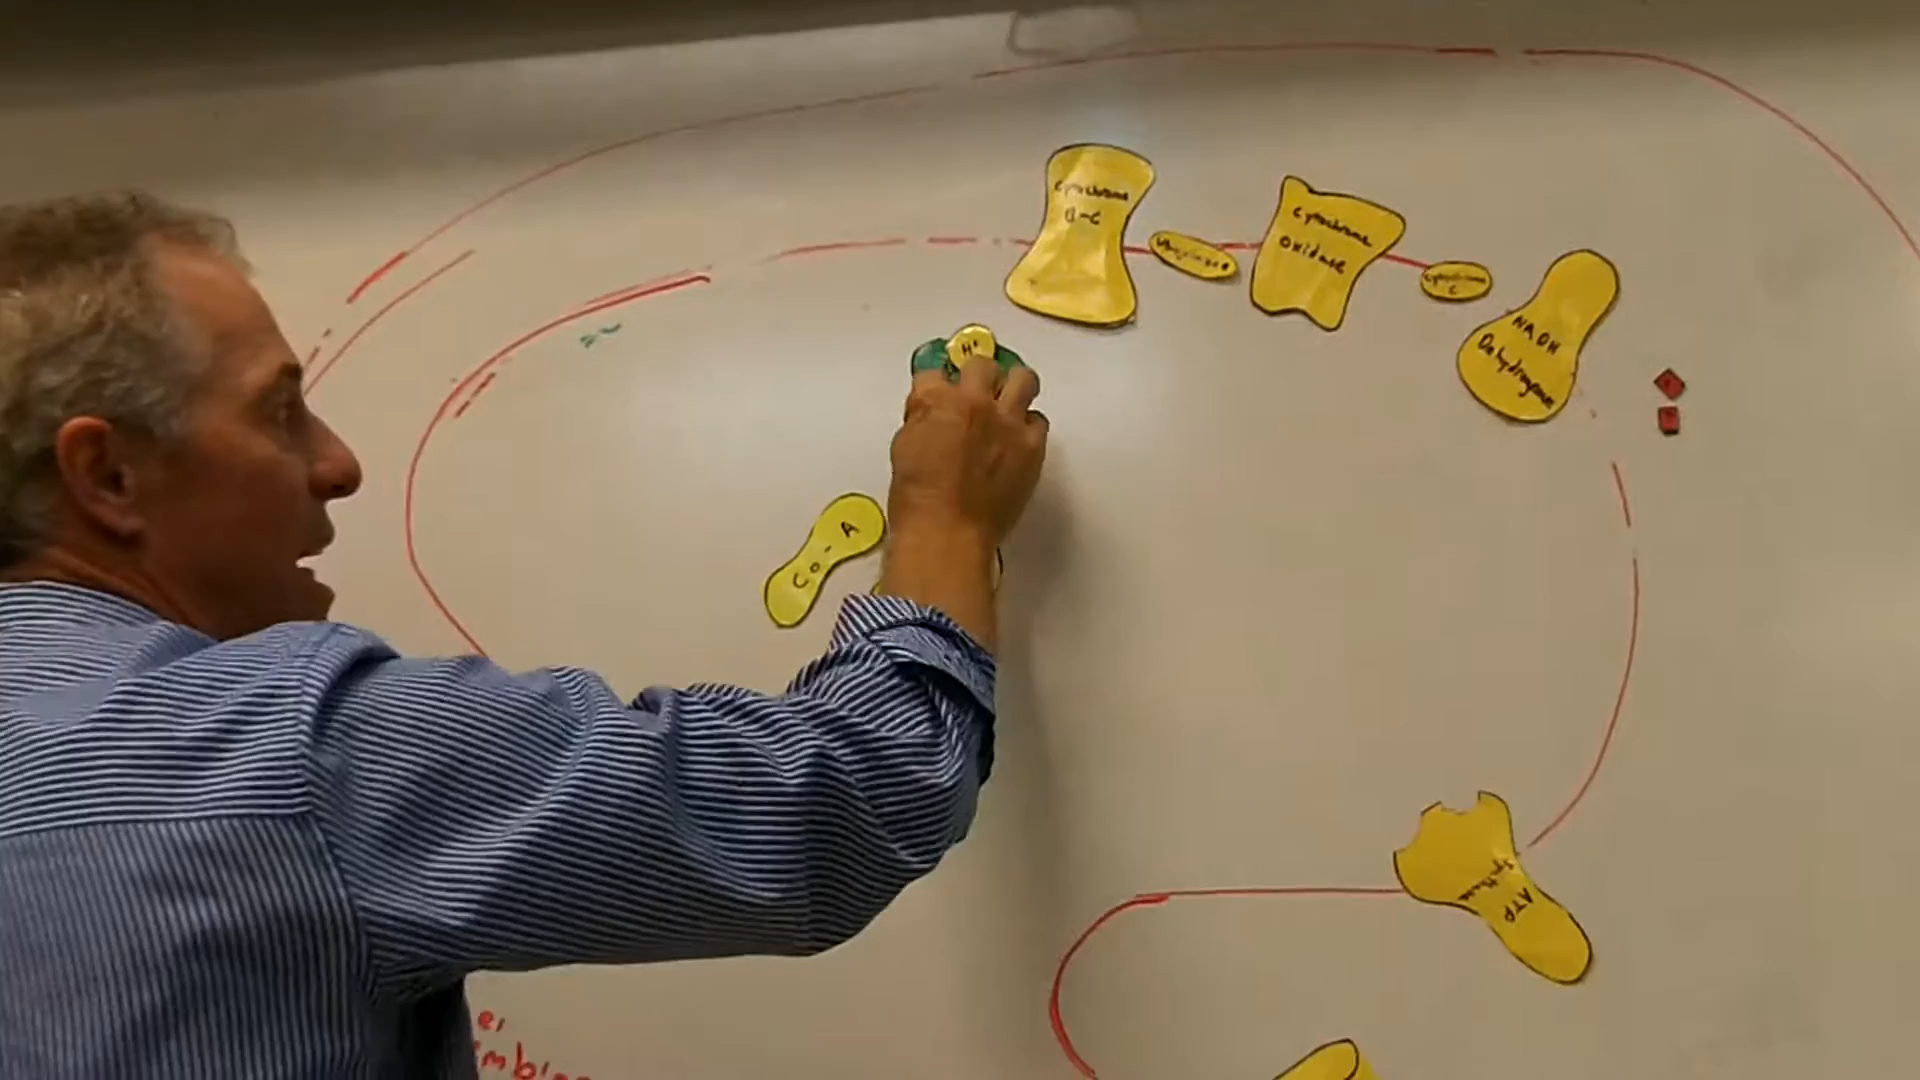 Cytochrome
B-C
Ubiquinone
Cytochrome
Oxidase
Cytochrome
C
NADH
Dehydrogenase
H+
Co-A
ATP
Synthase